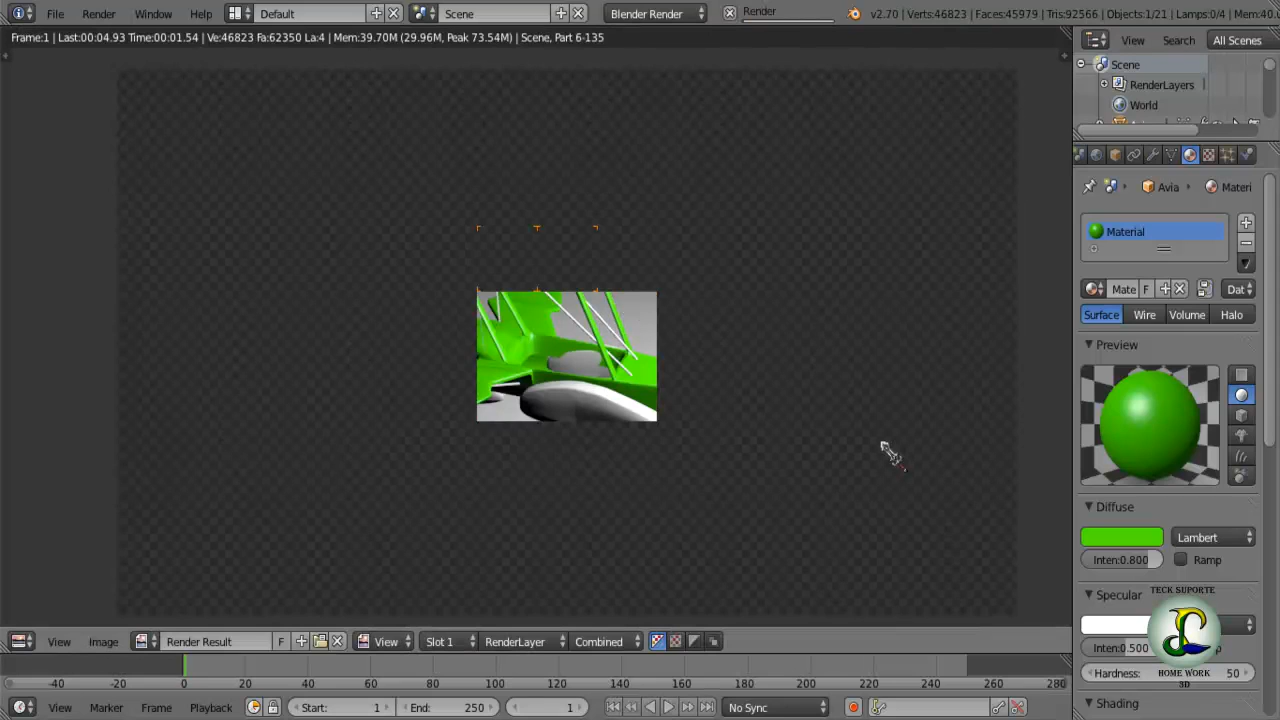 File Render Window Help Default Scene Blender Render Render v2.70 | Verts:46823 | Faces:45979 | Tris:92566 | Objects:1/21 | Lamps:0/4 | Mem:40.
Frame:1 | Last:00:04.93 Time:00:01.54 | Ve:46823 Fa:62350 La:4 | Mem:39.70M (29.96M, Peak 73.54M) | Scene, Part 6-135
View Search All Scenes
Scene
RenderLayers
World
Avia Materi
Material
Mate F Dat
Surface Wire Volume Halo
Preview
Diffuse
Lambert
Inten:0.800 Ramp
Specular
TECK SUPORTE
Inten:0.500
Hardness: 50
HOME WORK
3D
Shading
View Image Render Result F View Slot 1 RenderLayer Combined
-40 -20 0 20 40 60 80 100 120 140 160 180 200 220 240 260 280
View Marker Frame Playback Start: 1 End: 250 1 No Sync